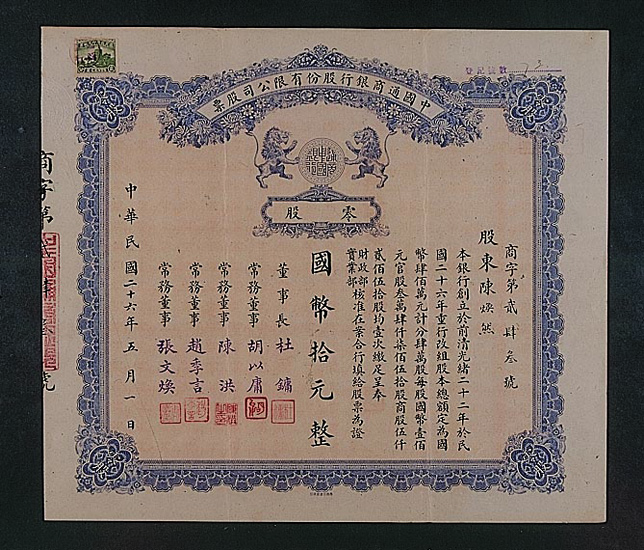 登記號數
中國通商銀行股份有限公司股票
零股
商字第貳肆叁號
股東陳煥然
本銀行創立於前清光緒二十二年於民
國二十六年重行改組股本總額定為國
幣肆佰萬元計分肆萬股每股國幣壹佰
元官股叁萬肆仟柒佰伍拾股商股伍仟
貳佰伍拾股均壹次繳足呈奉
財政部
實業部核准在案合行填給股票為證
國幣拾元整
董事長杜鏞
常務董事胡以庸
常務董事陳洪
常務董事趙季言
常務董事張文煥
中華民國二十六年五月一日
商字第
號